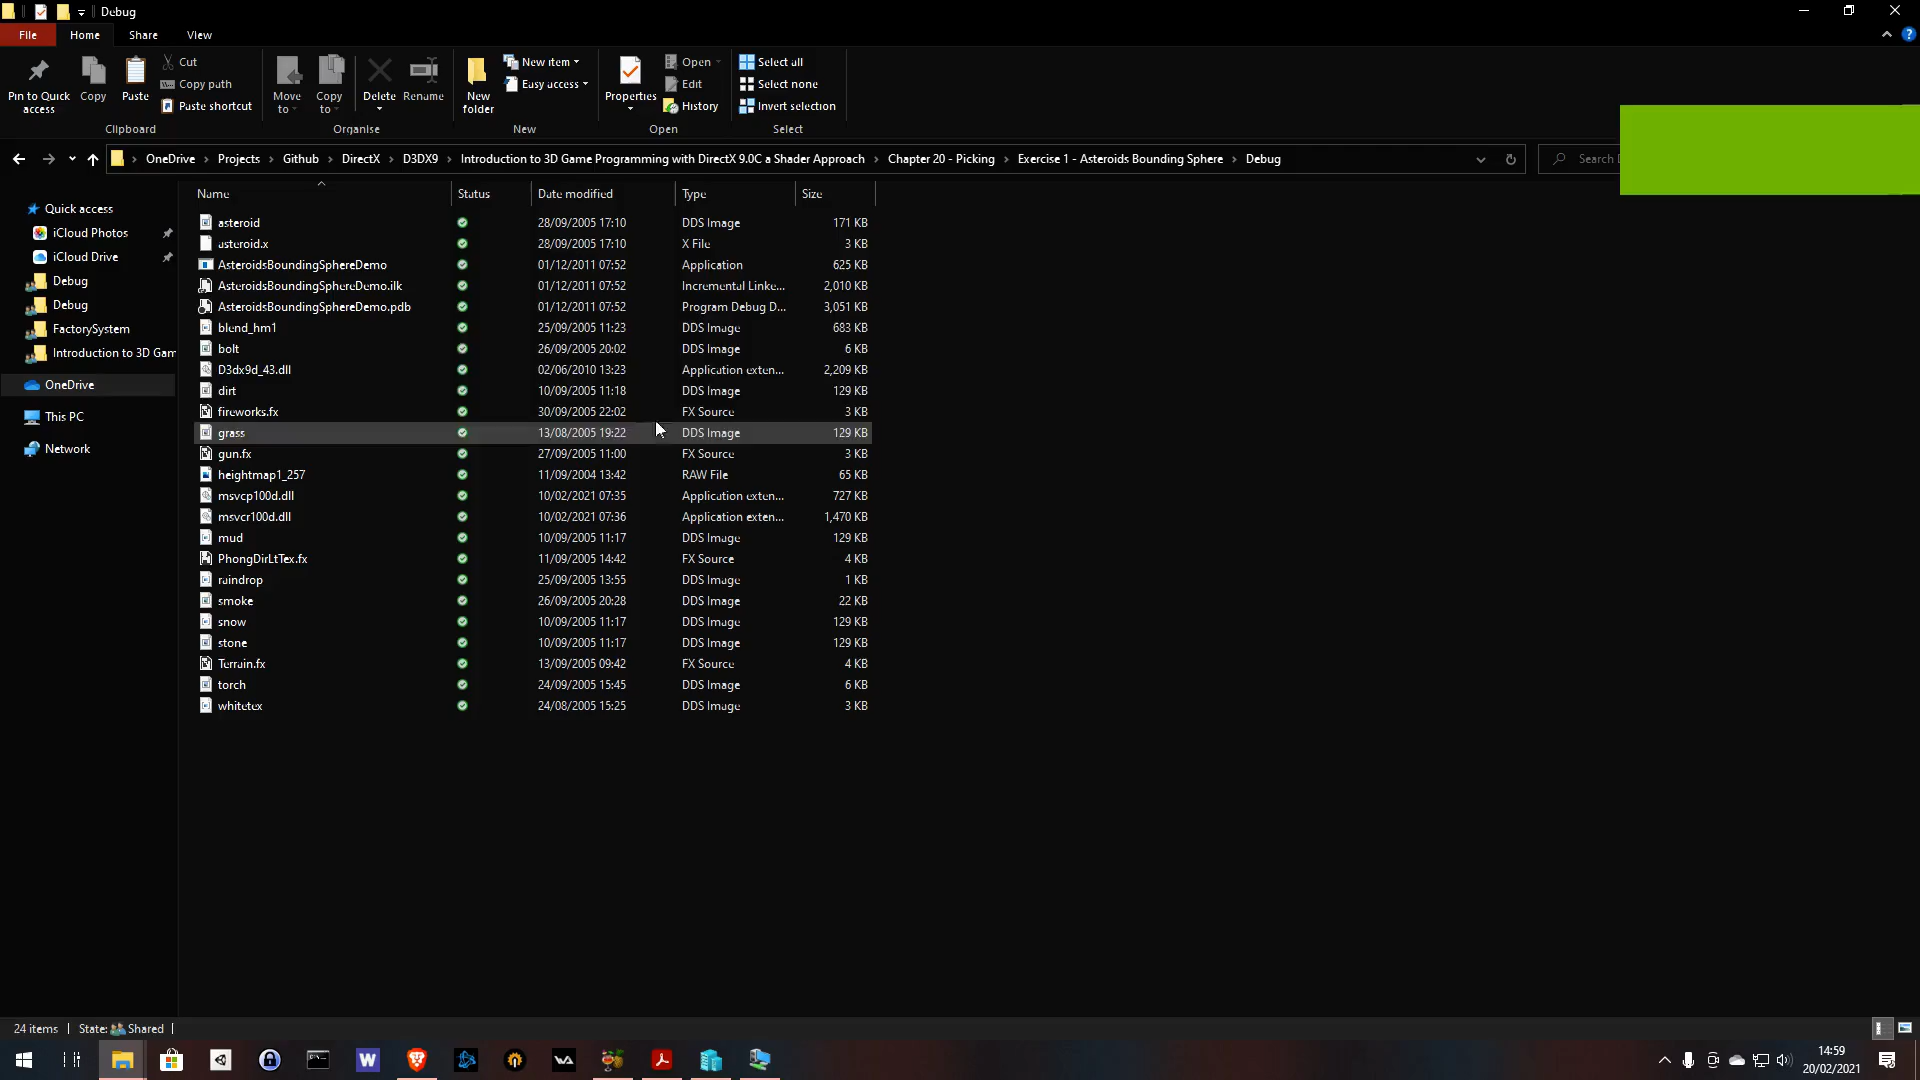 Debug
File Home Share View
Pin to Quick access
Copy
Paste
Cut
Copy path
Paste shortcut
Clipboard
Move to
Copy to
Delete
Rename
Organise
New folder
New item
Easy access
New
Properties
Open
Edit
History
Open
Select all
Select none
Invert selection
Select
OneDrive > Projects > Github > DirectX > D3DX9 > Introduction to 3D Game Programming with DirectX 9.0C a Shader Approach > Chapter 20 - Picking > Exercise 1 - Asteroids Bounding Sphere > Debug
Search
Quick access
iCloud Photos
iCloud Drive
Debug
Debug
FactorySystem
Introduction to 3D Gam
OneDrive
This PC
Network
Name Status Date modified Type Size
asteroid 28/09/2005 17:10 DDS Image 171 KB
asteroid.x 28/09/2005 17:10 X File 3 KB
AsteroidsBoundingSphereDemo 01/12/2011 07:52 Application 625 KB
AsteroidsBoundingSphereDemo.ilk 01/12/2011 07:52 Incremental Linke... 2,010 KB
AsteroidsBoundingSphereDemo.pdb 01/12/2011 07:52 Program Debug D... 3,051 KB
blend_hm1 25/09/2005 11:23 DDS Image 683 KB
bolt 26/09/2005 20:02 DDS Image 6 KB
D3dx9d_43.dll 02/06/2010 13:23 Application exten... 2,209 KB
dirt 10/09/2005 11:18 DDS Image 129 KB
fireworks.fx 30/09/2005 22:02 FX Source 3 KB
grass 13/08/2005 19:22 DDS Image 129 KB
gun.fx 27/09/2005 11:00 FX Source 3 KB
heightmap1_257 11/09/2004 13:42 RAW File 65 KB
msvcp100d.dll 10/02/2021 07:35 Application exten... 727 KB
msvcr100d.dll 10/02/2021 07:36 Application exten... 1,470 KB
mud 10/09/2005 11:17 DDS Image 129 KB
PhongDirLtTex.fx 11/09/2005 14:42 FX Source 4 KB
raindrop 25/09/2005 13:55 DDS Image 1 KB
smoke 26/09/2005 20:28 DDS Image 22 KB
snow 10/09/2005 11:17 DDS Image 129 KB
stone 10/09/2005 11:17 DDS Image 129 KB
Terrain.fx 13/09/2005 09:42 FX Source 4 KB
torch 24/09/2005 15:45 DDS Image 6 KB
whitetex 24/08/2005 15:25 DDS Image 3 KB
24 items State: Shared
14:59
20/02/2021